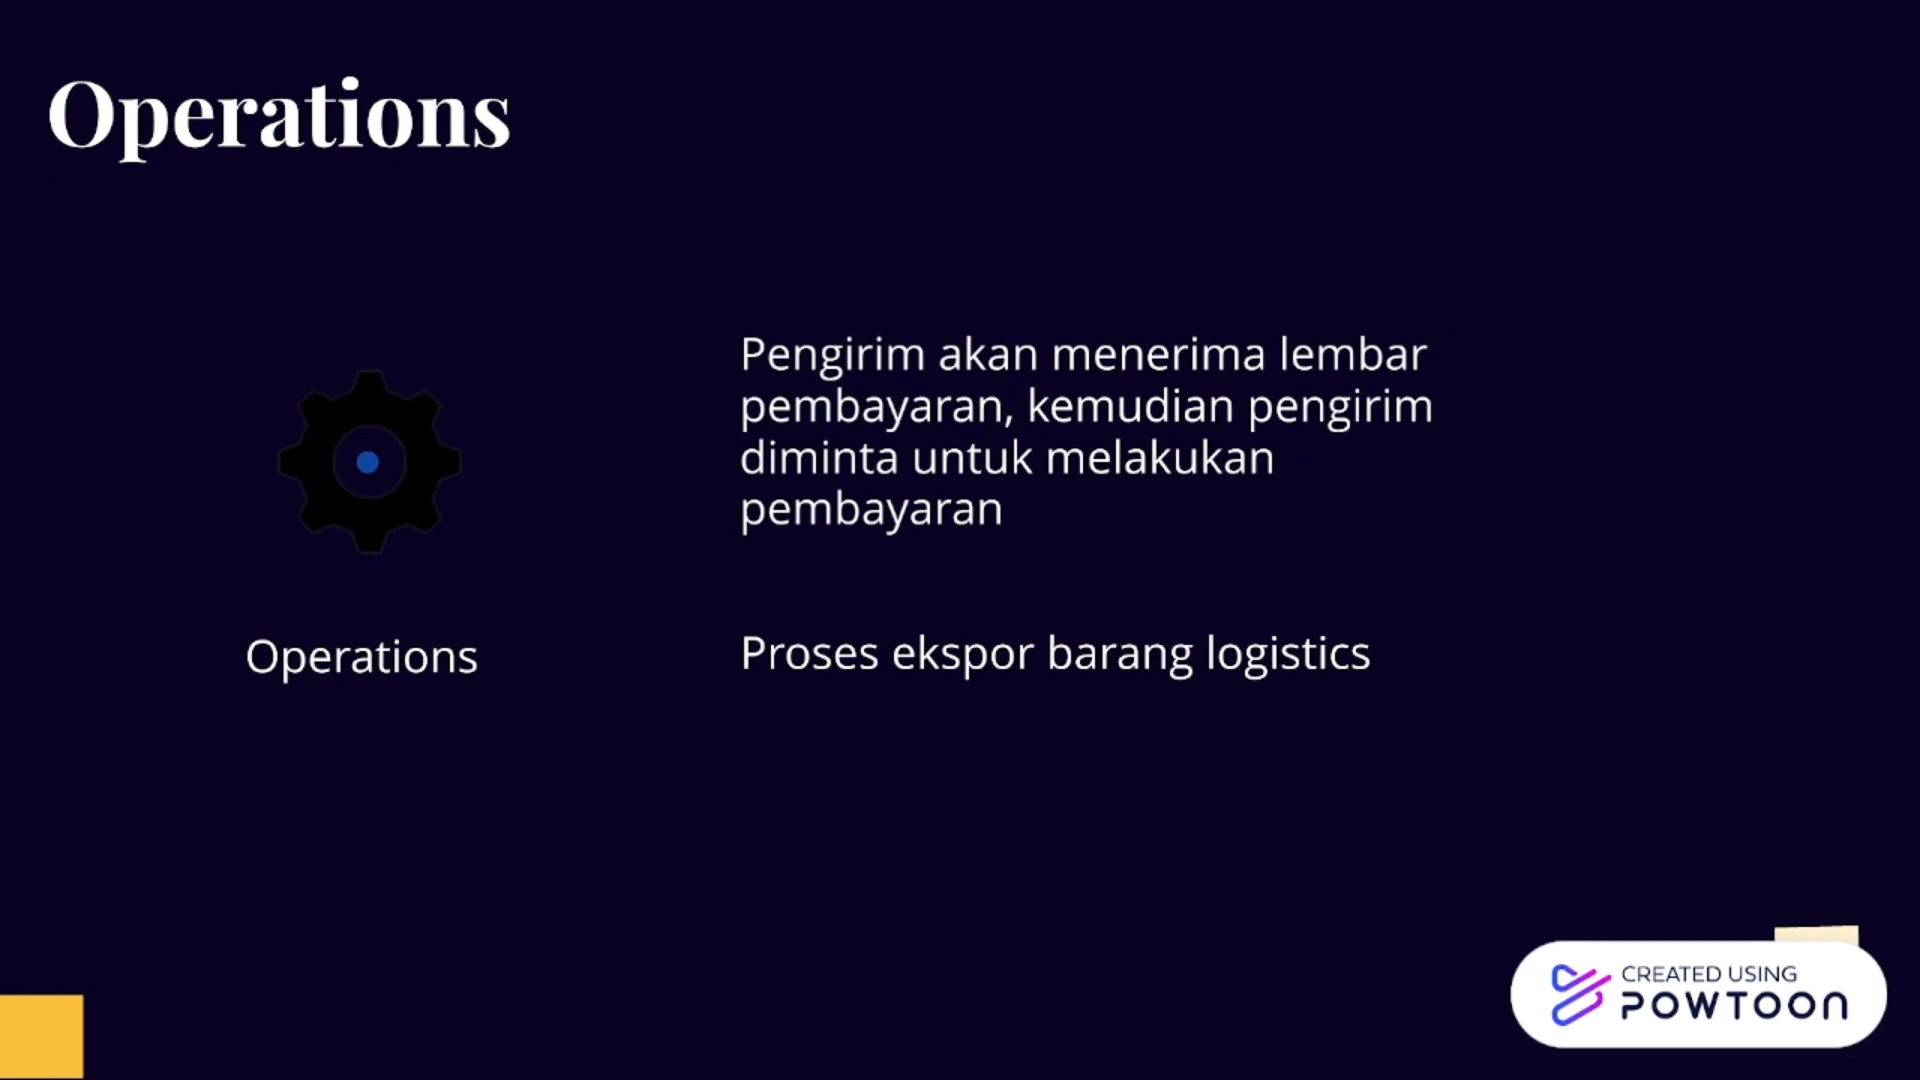 Operations
Pengirim akan menerima lembar
pembayaran, kemudian pengirim
diminta untuk melakukan
pembayaran
Operations
Proses ekspor barang logistics
CREATED USING
POWTOON